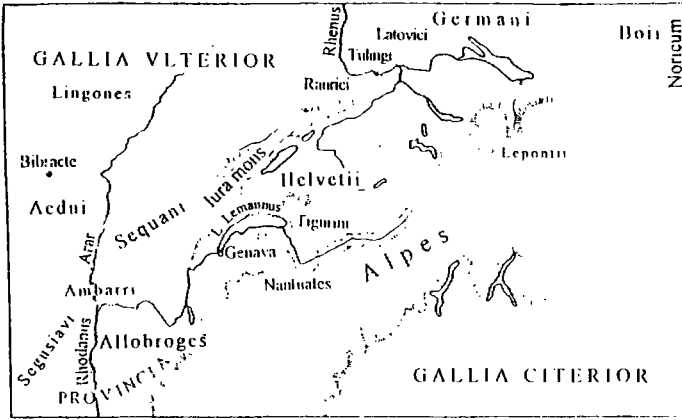 Germani
Latovici
Boii
Noricum
Rhenus
Tulingi
GALLIA VLTERIOR
Raurici
Lingones
Lepontii
Bibracte
Iura mons
Helvetii
Aedui
Sequani
L. Lemannus
Tigurini
Arar
Genava
Alpes
Nantuates
Ambarri
Segusiavi
Rhodanus
Allobroges
PROVINCIA
GALLIA CITERIOR